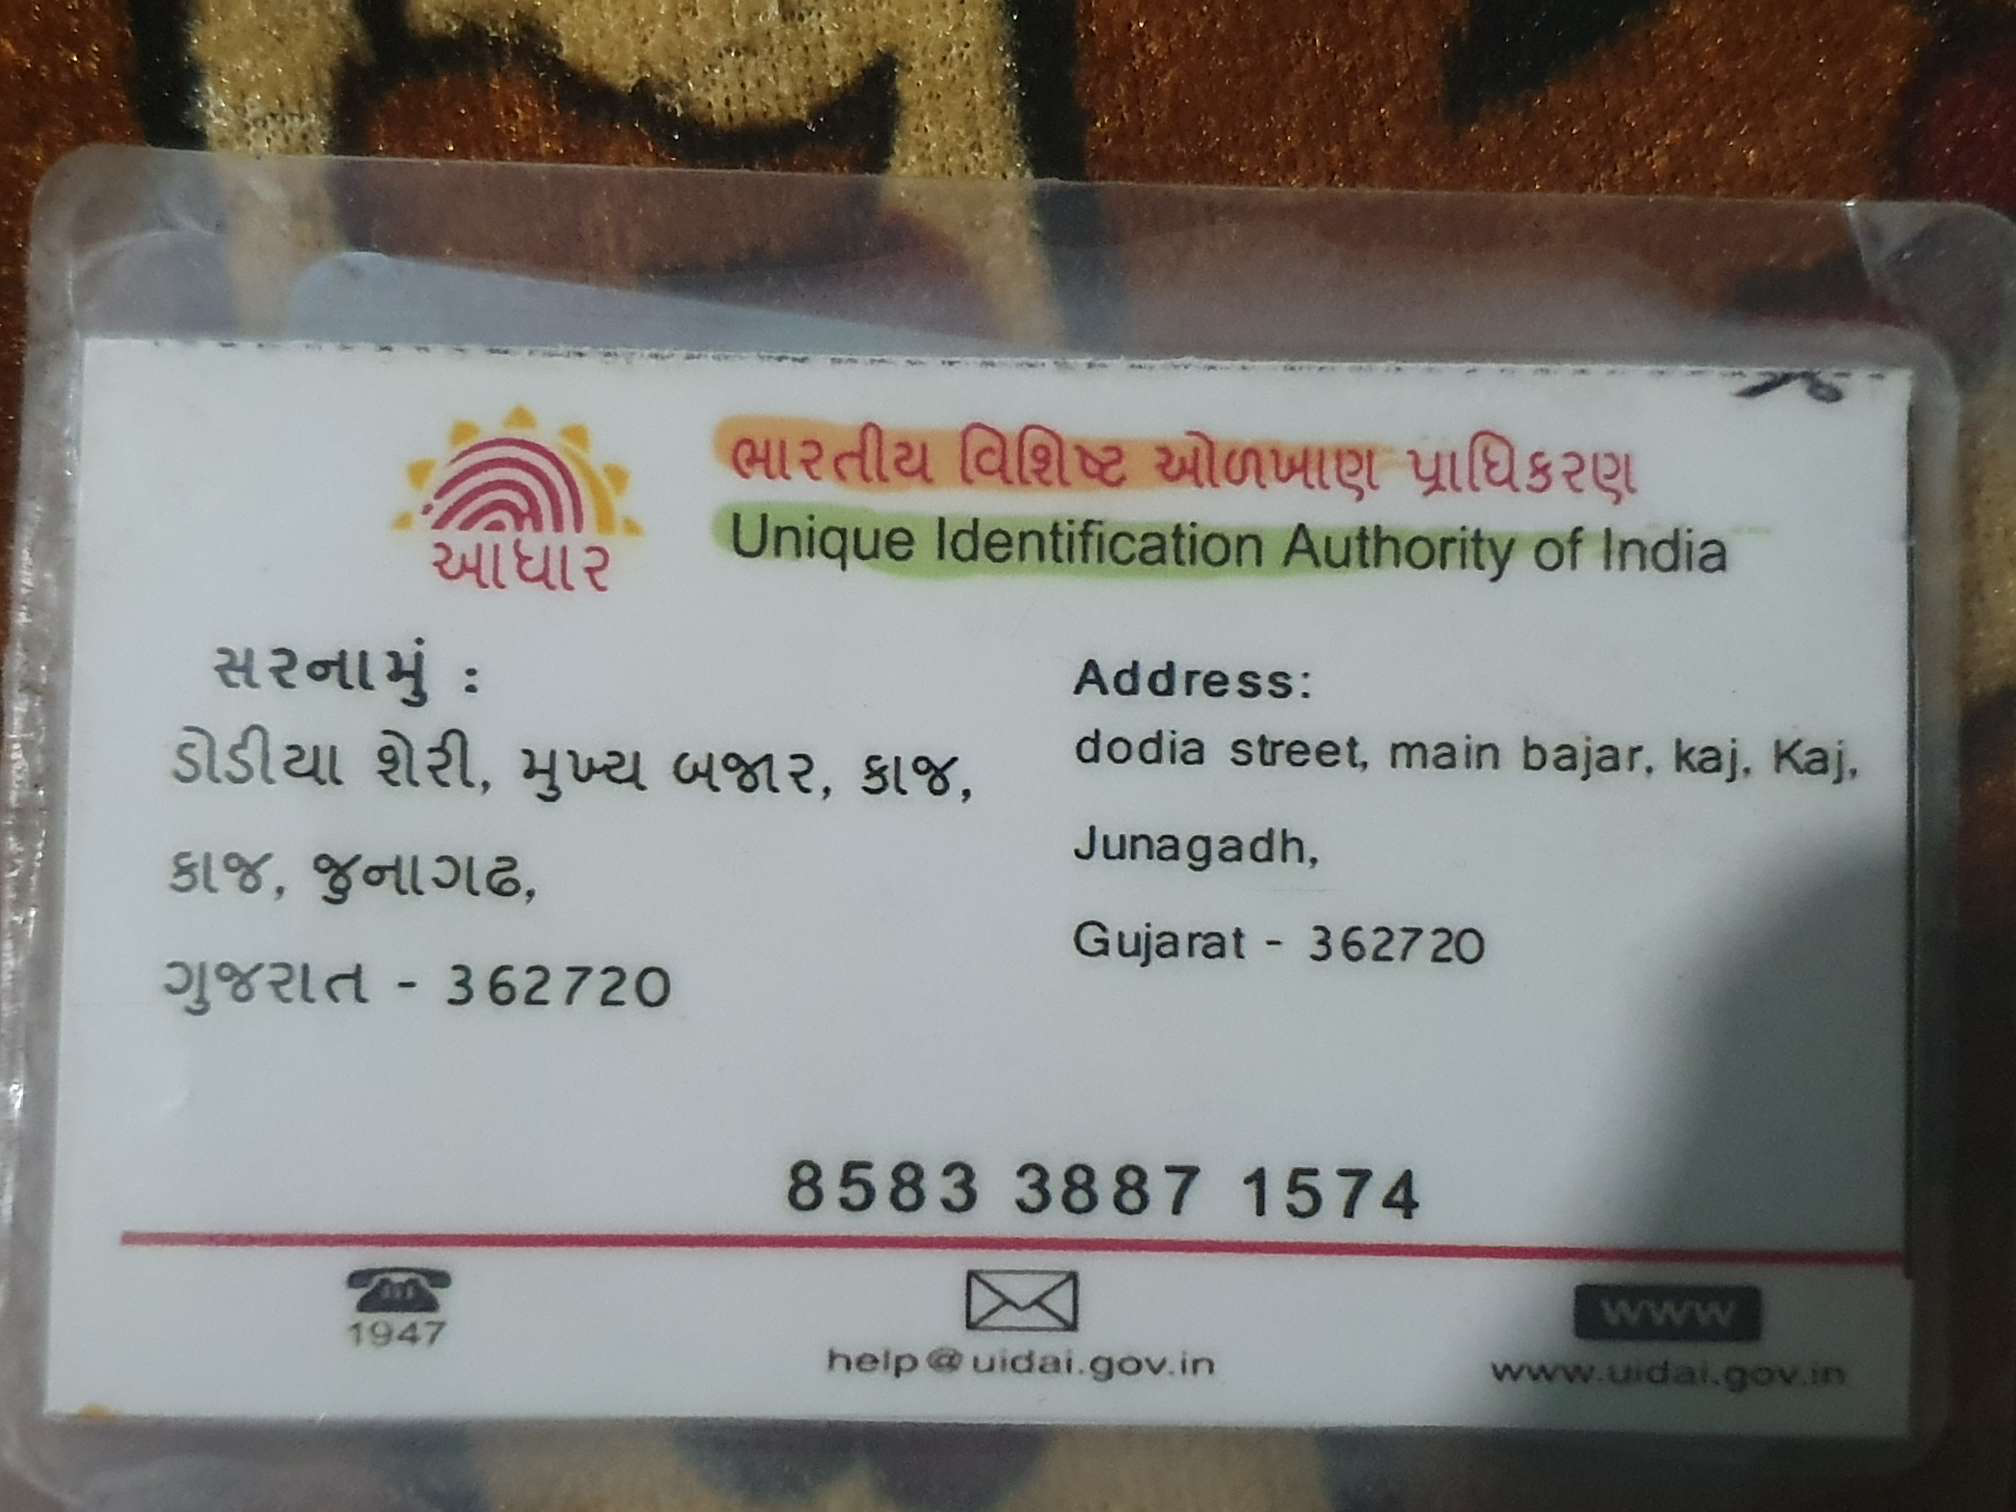 ભારતીય વિશિષ્ટ ઓળખાણ પ્રાધિકરણ
Unique Identification Authority of India
આધાર
સરનામું :
ડોડીયા શેરી, મુખ્ય બજાર, કાજ,
કાજ, જુનાગઢ,
ગુજરાત - 362720
Address:
dodia street, main bajar, kaj, Kaj,
Junagadh,
Gujarat - 362720
8583 3887 1574
1947
help@uidai.gov.in
www
www.uidai.gov.in